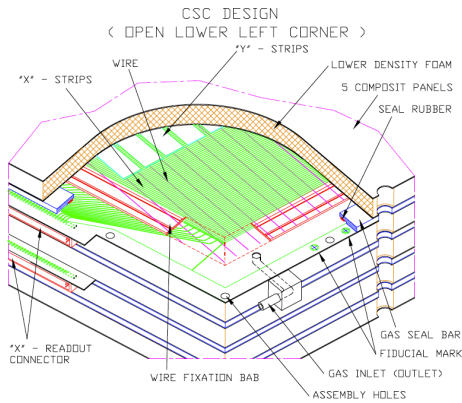 CSC DESIGN
( OPEN LOWER LEFT CORNER )
"Y" - STRIPS
WIRE
"X" - STRIPS
LOWER DENSITY FOAM
5 COMPOSIT PANELS
SEAL RUBBER
GAS SEAL BAR
"X" - READOUT
CONNECTOR
FIDUCIAL MARK
WIRE FIXATION BAB
GAS INLET (OUTLET)
ASSEMBLY HOLES